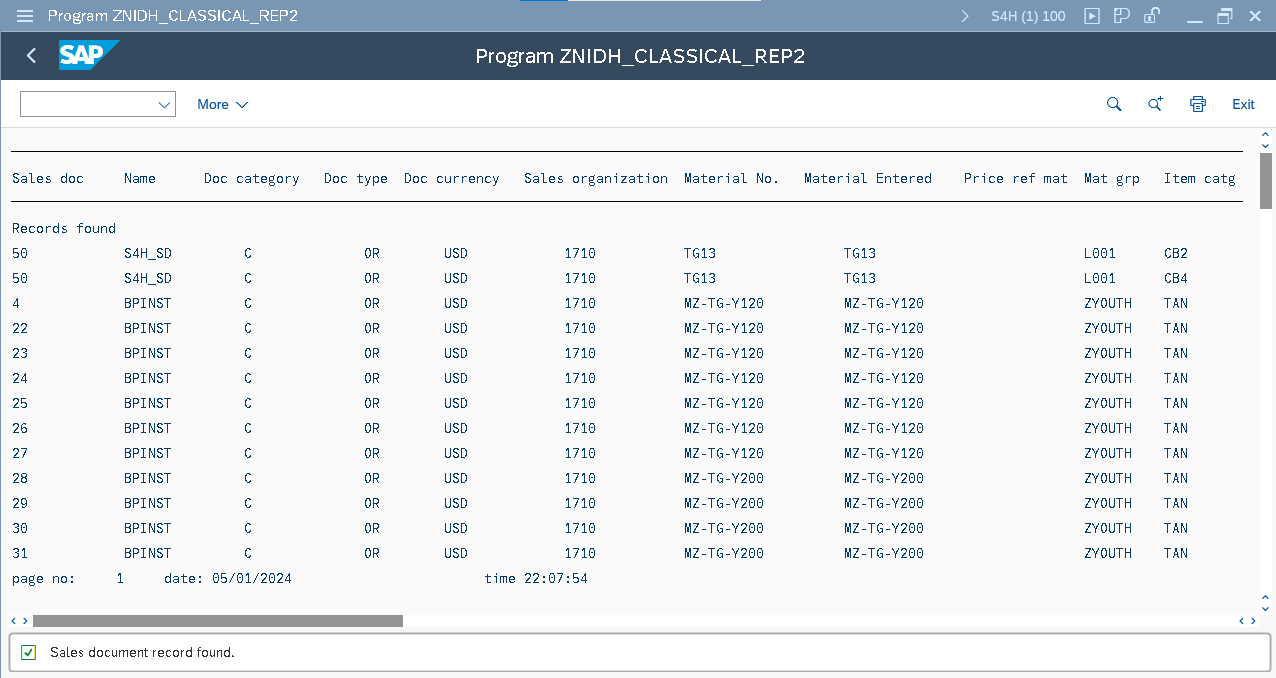 Program ZNIDH_CLASSICAL_REP2 S4H (1) 100
SAP Program ZNIDH_CLASSICAL_REP2
More Exit
Sales doc Name Doc category Doc type Doc currency Sales organization Material No. Material Entered Price ref mat Mat grp Item catg
Records found
50 S4H_SD C OR USD 1710 TG13 TG13 L001 CB2
50 S4H_SD C OR USD 1710 TG13 TG13 L001 CB4
4 BPINST C OR USD 1710 MZ-TG-Y120 MZ-TG-Y120 ZYOUTH TAN
22 BPINST C OR USD 1710 MZ-TG-Y120 MZ-TG-Y120 ZYOUTH TAN
23 BPINST C OR USD 1710 MZ-TG-Y120 MZ-TG-Y120 ZYOUTH TAN
24 BPINST C OR USD 1710 MZ-TG-Y120 MZ-TG-Y120 ZYOUTH TAN
25 BPINST C OR USD 1710 MZ-TG-Y120 MZ-TG-Y120 ZYOUTH TAN
26 BPINST C OR USD 1710 MZ-TG-Y120 MZ-TG-Y120 ZYOUTH TAN
27 BPINST C OR USD 1710 MZ-TG-Y120 MZ-TG-Y120 ZYOUTH TAN
28 BPINST C OR USD 1710 MZ-TG-Y200 MZ-TG-Y200 ZYOUTH TAN
29 BPINST C OR USD 1710 MZ-TG-Y200 MZ-TG-Y200 ZYOUTH TAN
30 BPINST C OR USD 1710 MZ-TG-Y200 MZ-TG-Y200 ZYOUTH TAN
31 BPINST C OR USD 1710 MZ-TG-Y200 MZ-TG-Y200 ZYOUTH TAN
page no: 1 date: 05/01/2024 time 22:07:54
Sales document record found.